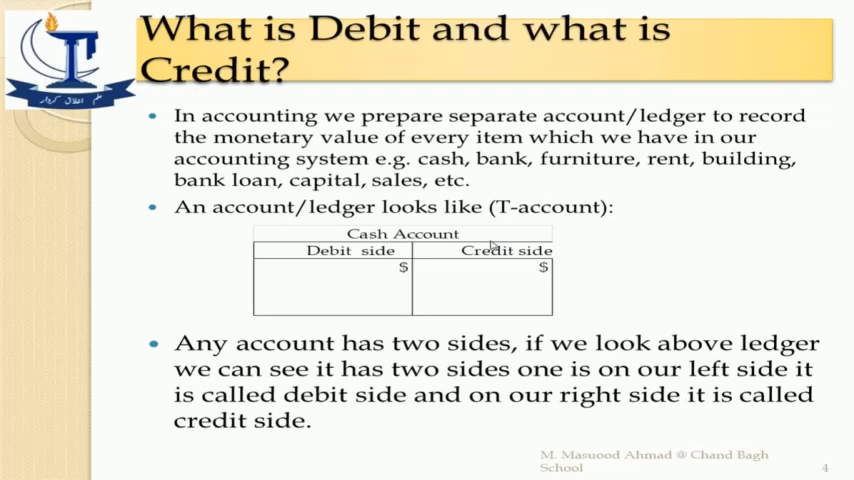 What is Debit and what is
Credit?
علم اخلاق کردار
• In accounting we prepare separate account/ledger to record
the monetary value of every item which we have in our
accounting system e.g. cash, bank, furniture, rent, building,
bank loan, capital, sales, etc.
• An account/ledger looks like (T-account):
Cash Account
Debit side Credit side
$ $
• Any account has two sides, if we look above ledger
we can see it has two sides one is on our left side it
is called debit side and on our right side it is called
credit side.
M. Masuood Ahmad @ Chand Bagh
School
4